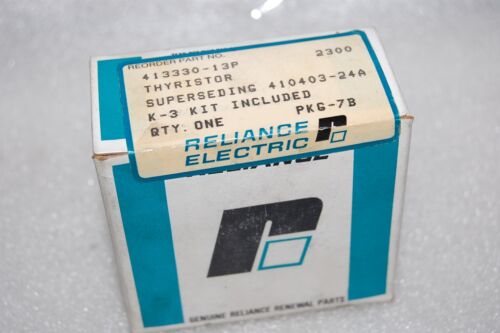 REORDER PART NO.
413330-13P 2300
THYRISTOR
SUPERSEDING 410403-24A
K-3 KIT INCLUDED
QTY. ONE PKG-7B
RELIANCE
ELECTRIC
RELIANCE
GENUINE RELIANCE RENEWAL PARTS